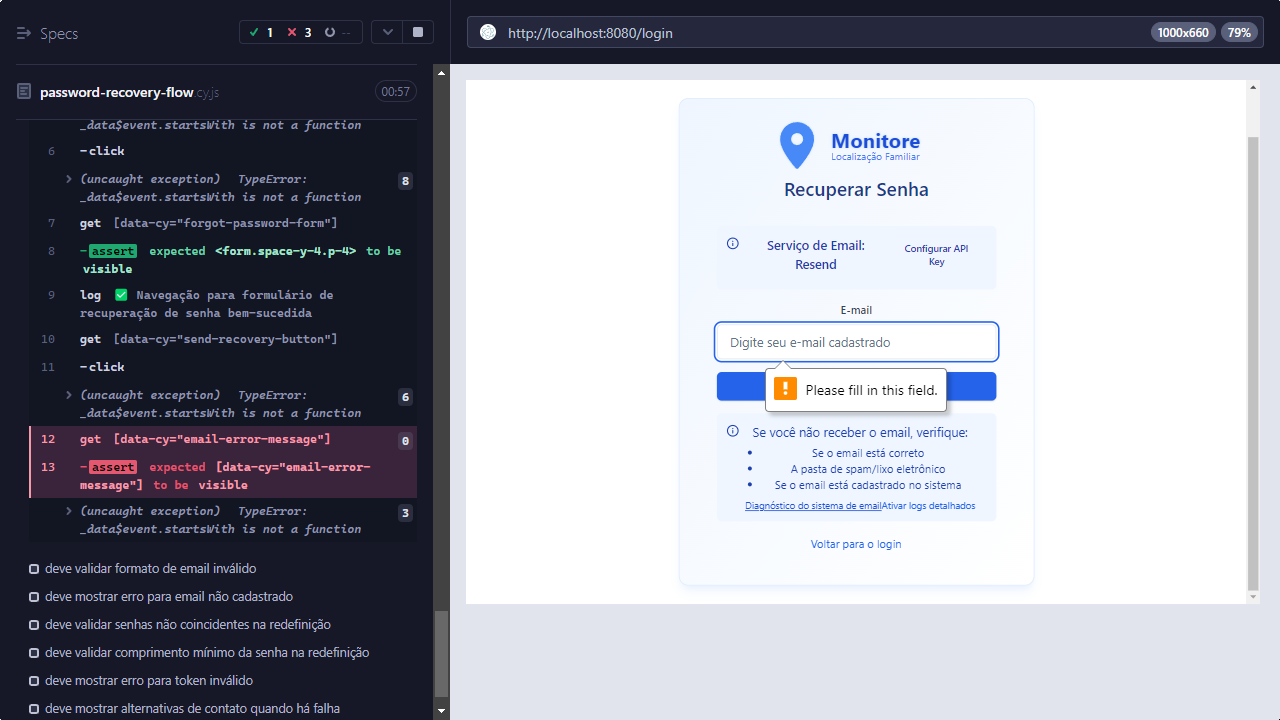 Specs
1
3
--
http://localhost:8080/login
1000x660
79%
password-recovery-flow cy.js
00:57
_data$event.startsWith is not a function
6 -click
(uncaught exception) TypeError:
_data$event.startsWith is not a function
8
7 get [data-cy="forgot-password-form"]
8 -assert expected <form.space-y-4.p-4> to be
visible
9 log ✅ Navegação para formulário de
recuperação de senha bem-sucedida
10 get [data-cy="send-recovery-button"]
11 -click
(uncaught exception) TypeError:
_data$event.startsWith is not a function
6
12 get [data-cy="email-error-message"]
0
13 -assert expected [data-cy="email-error-
message"] to be visible
(uncaught exception) TypeError:
_data$event.startsWith is not a function
3
deve validar formato de email inválido
deve mostrar erro para email não cadastrado
deve validar senhas não coincidentes na redefinição
deve validar comprimento mínimo da senha na redefinição
deve mostrar erro para token inválido
deve mostrar alternativas de contato quando há falha
Monitore
Localização Familiar
Recuperar Senha
Serviço de Email:
Resend
Configurar API
Key
E-mail
Digite seu e-mail cadastrado
Please fill in this field.
Se você não receber o email, verifique:
Se o email está correto
A pasta de spam/lixo eletrônico
Se o email está cadastrado no sistema
Diagnóstico do sistema de emailAtivar logs detalhados
Voltar para o login